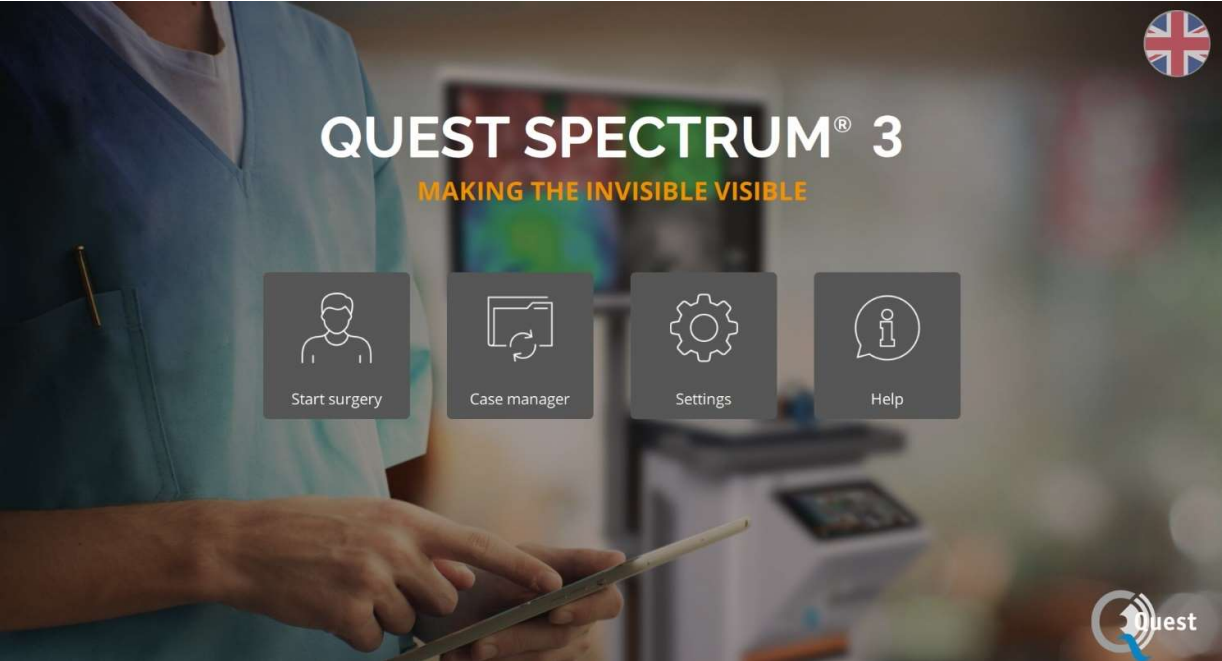 QUEST SPECTRUM® 3
MAKING THE INVISIBLE VISIBLE
Start surgery
Case manager
Settings
Help
Quest